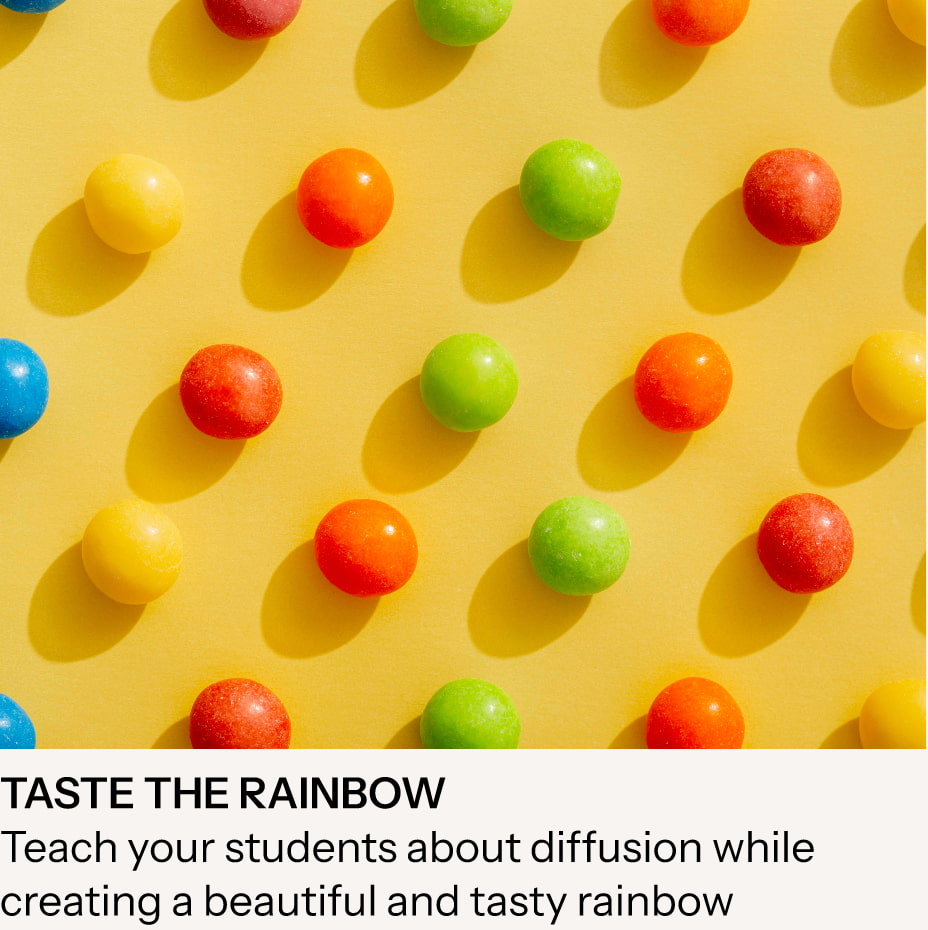 TASTE THE RAINBOW
Teach your students about diffusion while
creating a beautiful and tasty rainbow